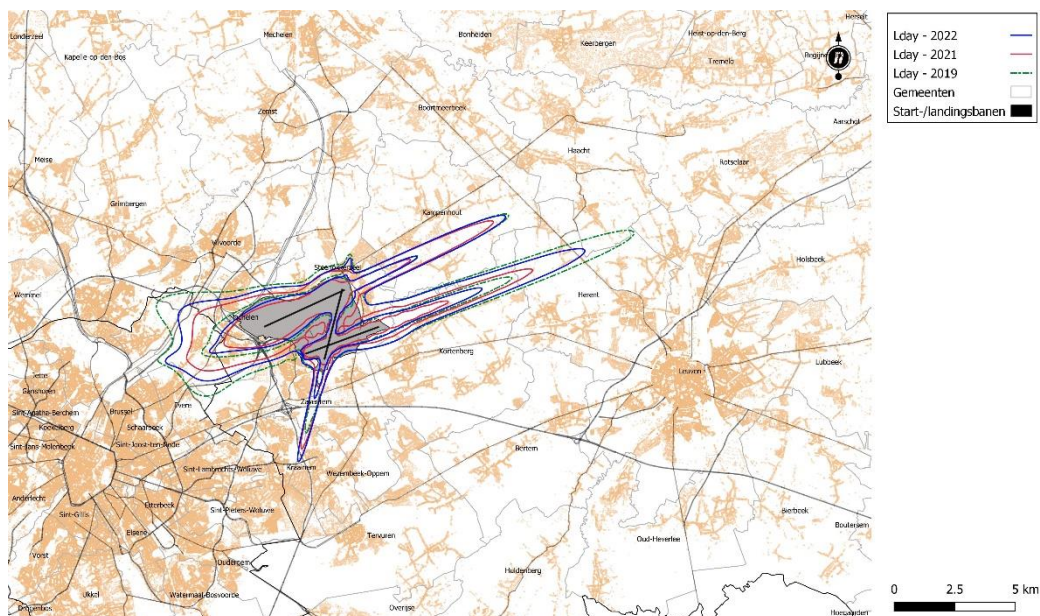 Londerzeel
Mechelen
Bonheiden
Keerbergen
Heist-op-den-Berg
Herselt
Kapelle-op-den-Bos
Tremelo
Zemst
Boortmeerbeek
Aarschot
Haacht
Rotselaar
Meise
Grimbergen
Kampenhout
Vilvoorde
Holsbeek
Steenokkerzeel
Wemmel
Machelen
Herent
Kortenberg
Lubbeek
Leuven
Jette
Ganshoren
Evere
Zaventem
Sint-Agatha-Berchem
Brussel
Koekelberg
Schaarbeek
Sint-Jans-Molenbeek
Sint-Joost-ten-Node
Bertem
Sint-Lambrechts-Woluwe
Kraainem
Wezembeek-Oppem
Anderlecht
Etterbeek
Sint-Pieters-Woluwe
Bierbeek
Sint-Gillis
Boutersem
Elsene
Tervuren
Oud-Heverlee
Vorst
Oudergem
Huldenberg
Ukkel
Watermaal-Bosvoorde
Drogenbos
Overijse
Hoegaarden
Lday - 2022
Lday - 2021
Lday - 2019
Gemeenten
Start-/landingsbanen
0 2.5 5 km